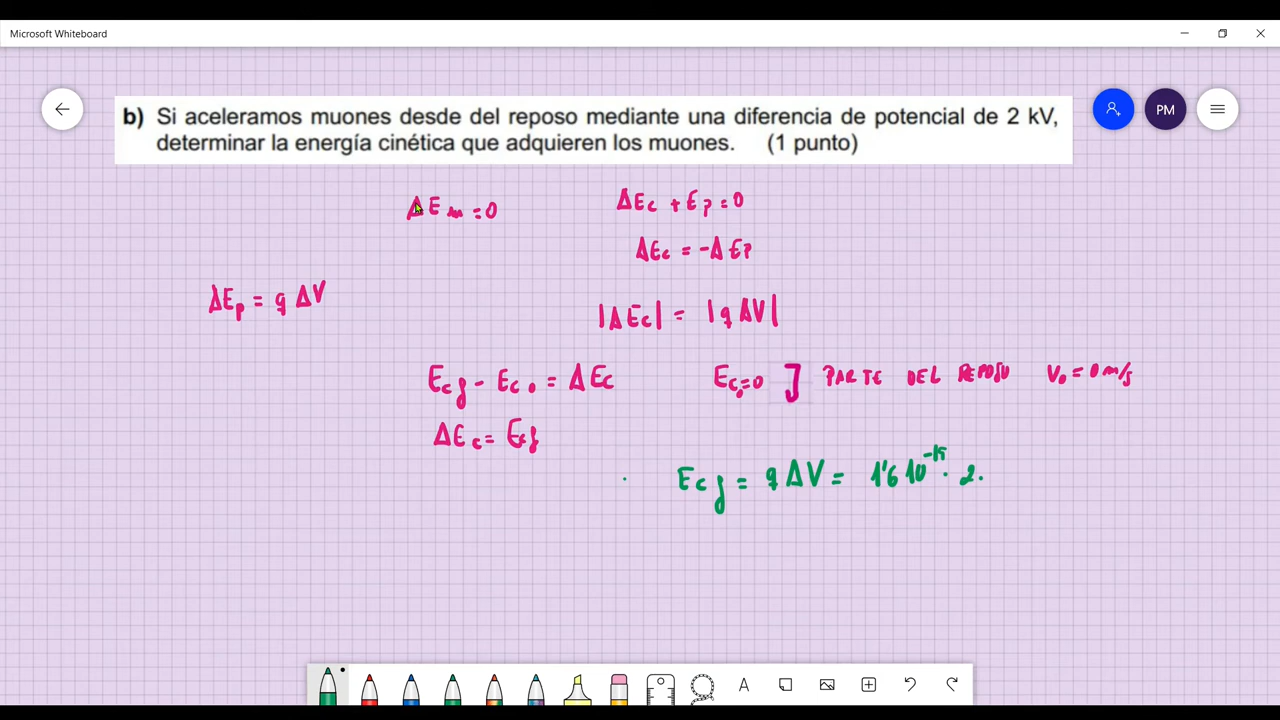 Microsoft Whiteboard
b) Si aceleramos muones desde del reposo mediante una diferencia de potencial de 2 kV,
determinar la energía cinética que adquieren los muones. (1 punto)
PM
ΔEm = 0
ΔEc + Ep = 0
ΔEc = -ΔEp
ΔEp = q ΔV
|ΔEc| = |q ΔV|
Ecf - Ec0 = ΔEc
Ec0 = 0 ] PARTE DEL REPOSO V0 = 0 m/s
ΔEc = Ecf
Ecf = q ΔV = 1'6 10^-19 · 2 ·
A